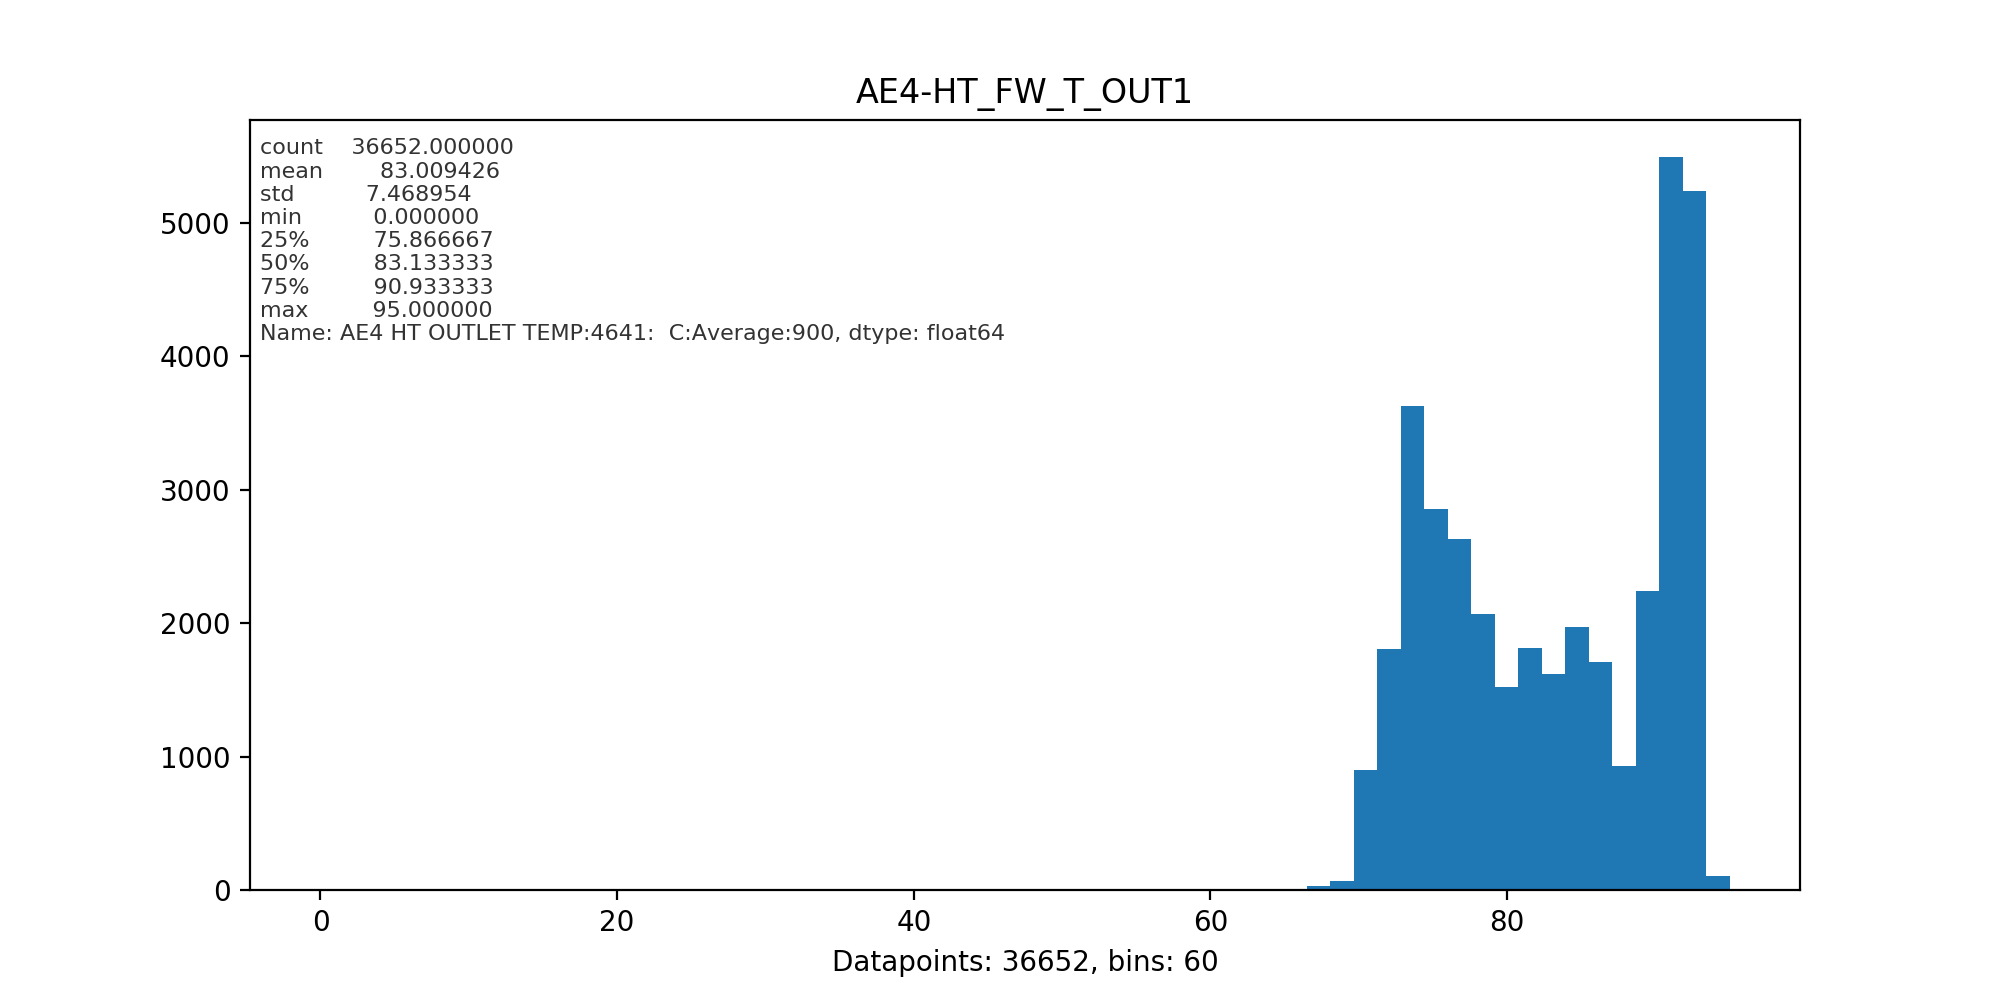 AE4-HT_FW_T_OUT1
count 36652.000000
mean 83.009426
std 7.468954
min 0.000000
25% 75.866667
50% 83.133333
75% 90.933333
max 95.000000
Name: AE4 HT OUTLET TEMP:4641: C:Average:900, dtype: float64
5000
4000
3000
2000
1000
0
0 20 40 60 80
Datapoints: 36652, bins: 60